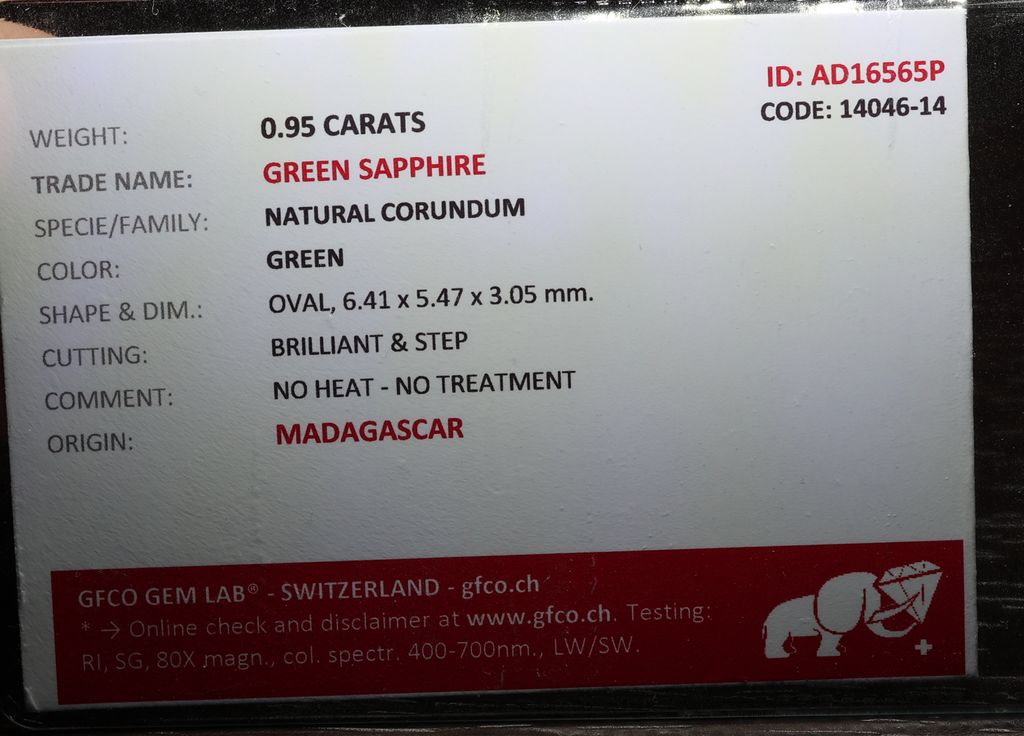 ID: AD16565P
CODE: 14046-14
WEIGHT: 0.95 CARATS
TRADE NAME: GREEN SAPPHIRE
SPECIE/FAMILY: NATURAL CORUNDUM
COLOR: GREEN
SHAPE & DIM.: OVAL, 6.41 x 5.47 x 3.05 mm.
CUTTING: BRILLIANT & STEP
COMMENT: NO HEAT - NO TREATMENT
ORIGIN: MADAGASCAR
GFCO GEM LAB® - SWITZERLAND - gfco.ch
* → Online check and disclaimer at www.gfco.ch. Testing:
RI, SG, 80X magn., col. spectr. 400-700nm., LW/SW.